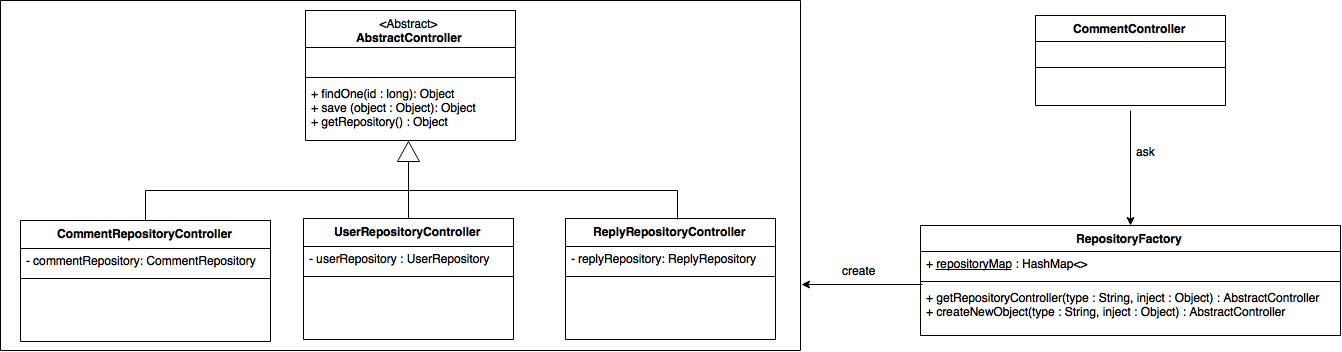 <Abstract>
AbstractController
+ findOne(id : long): Object
+ save (object : Object): Object
+ getRepository() : Object
CommentRepositoryController
- commentRepository: CommentRepository
UserRepositoryController
- userRepository : UserRepository
ReplyRepositoryController
- replyRepository: ReplyRepository
CommentController
ask
create
RepositoryFactory
+ repositoryMap : HashMap<>
+ getRepositoryController(type : String, inject : Object) : AbstractController
+ createNewObject(type : String, inject : Object) : AbstractController